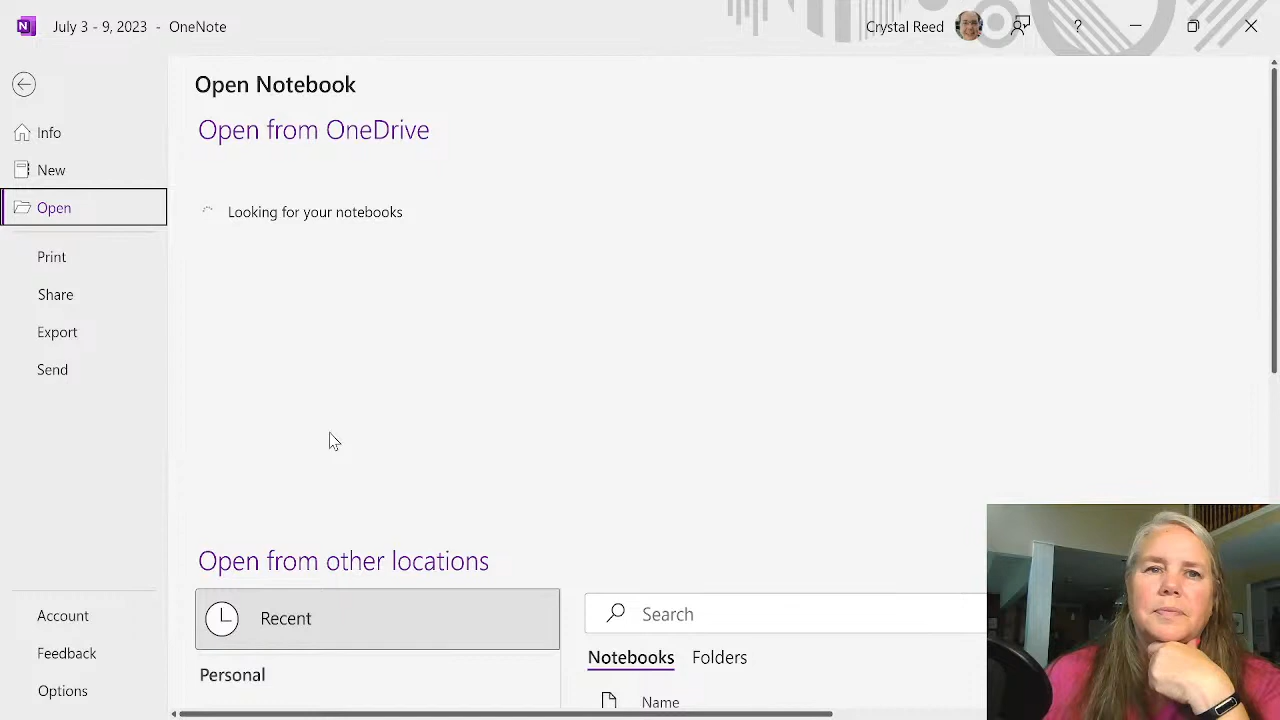 July 3 - 9, 2023 - OneNote
Crystal Reed
?
Open Notebook
Open from OneDrive
Info
New
Open
Looking for your notebooks
Print
Share
Export
Send
Open from other locations
Recent
Search
Account
Notebooks Folders
Feedback
Personal
Options
Name